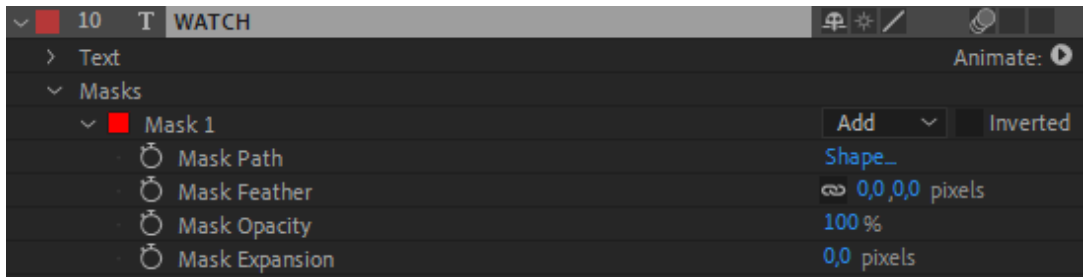 10 T WATCH
Text Animate:
Masks
Mask 1 Add Inverted
Mask Path Shape...
Mask Feather 0,0,0,0 pixels
Mask Opacity 100 %
Mask Expansion 0,0 pixels